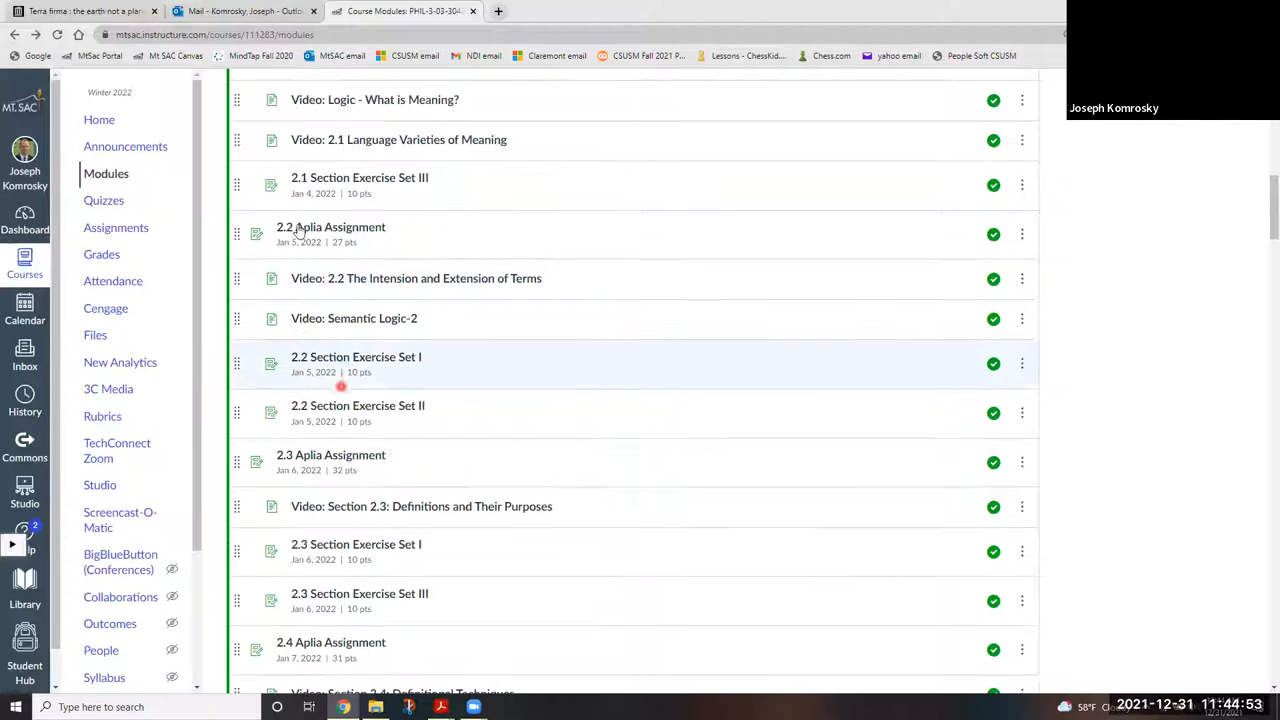 Terra firma: the earth not a plane
Mail - Komrosky, Joseph - Outloo
Course Modules: PHIL-3-03-304
mtsac.instructure.com/courses/111283/modules
Google
MtSac Portal
Mt SAC Canvas
MindTap Fall 2020
MtSAC email
CSUSM email
NDI email
Claremont email
CSUSM Fall 2021 P...
Lessons - ChessKid....
Chess.com
yahoo email
People Soft CSUSM
Joseph Komrosky
MT. SAC
Joseph
Komrosky
Dashboard
Courses
Calendar
Inbox
History
Commons
Studio
2
lp
Library
Student
Hub
Winter 2022
Home
Announcements
Modules
Quizzes
Assignments
Grades
Attendance
Cengage
Files
New Analytics
3C Media
Rubrics
TechConnect
Zoom
Studio
Screencast-O-
Matic
BigBlueButton
(Conferences)
Collaborations
Outcomes
People
Syllabus
Video: Logic - What is Meaning?
Video: 2.1 Language Varieties of Meaning
2.1 Section Exercise Set III
Jan 4, 2022 | 10 pts
2.2 Aplia Assignment
Jan 5, 2022 | 27 pts
Video: 2.2 The Intension and Extension of Terms
Video: Semantic Logic-2
2.2 Section Exercise Set I
Jan 5, 2022 | 10 pts
2.2 Section Exercise Set II
Jan 5, 2022 | 10 pts
2.3 Aplia Assignment
Jan 6, 2022 | 32 pts
Video: Section 2.3: Definitions and Their Purposes
2.3 Section Exercise Set I
Jan 6, 2022 | 10 pts
2.3 Section Exercise Set III
Jan 6, 2022 | 10 pts
2.4 Aplia Assignment
Jan 7, 2022 | 31 pts
Video: Section 2.4: Definitional Techniques
Type here to search
58°F
2021-12-31 11:44:53